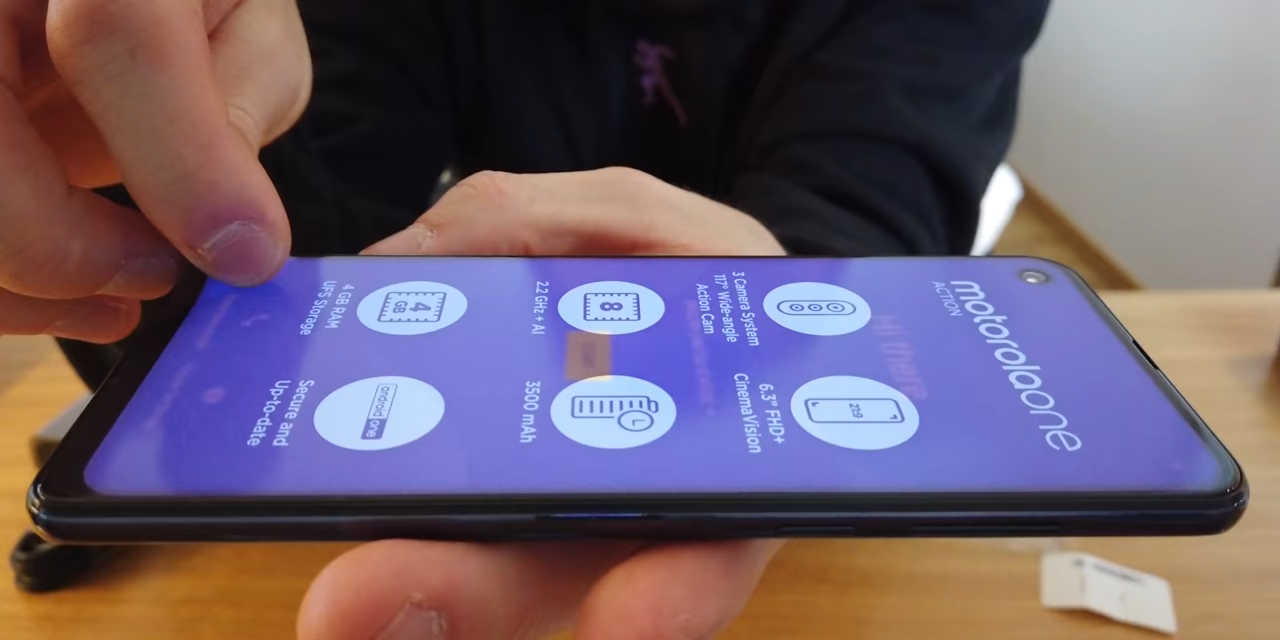 motorola one
ACTION
Hi there
21:9
3 Camera System
117° Wide-angle
Action Cam
6.3" FHD+
CinemaVision
8
2.2 GHz + AI
3500 mAh
4
GB
4 GB RAM
UFS Storage
android one
Secure and
Up-to-date